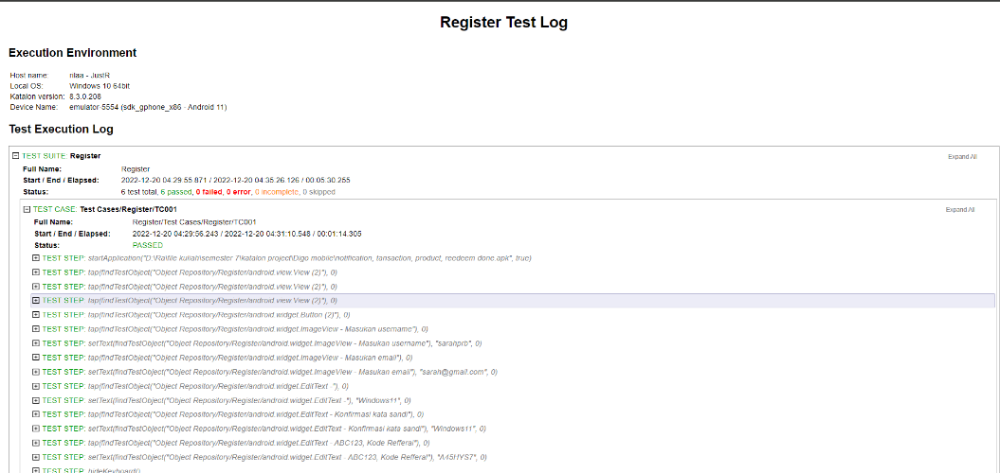 Register Test Log
Execution Environment
Host name: rilaa - JustR
Local OS: Windows 10 64bit
Katalon version: 8.3.0.208
Device Name: emulator-5554 (sdk_gphone_x86 - Android 11)
Test Execution Log
TEST SUITE: Register Expand All
Full Name: Register
Start / End / Elapsed: 2022-12-20 04:29:55.871 / 2022-12-20 04:35:26.126 / 00:05:30.255
Status: 6 test total, 6 passed, 0 failed, 0 error, 0 incomplete, 0 skipped
TEST CASE: Test Cases/Register/TC001 Expand All
Full Name: Register/Test Cases/Register/TC001
Start / End / Elapsed: 2022-12-20 04:29:56.243 / 2022-12-20 04:31:10.548 / 00:01:14.305
Status: PASSED
TEST STEP: startApplication("D:\Ra\file kuliah\semester 7\katalon project\Digo mobile\notification, tansaction, product, reedeem done.apk", true)
TEST STEP: tap(findTestObject("Object Repository/Register/android.view.View (2)"), 0)
TEST STEP: tap(findTestObject("Object Repository/Register/android.view.View (2)"), 0)
TEST STEP: tap(findTestObject("Object Repository/Register/android.view.View (2)"), 0)
TEST STEP: tap(findTestObject("Object Repository/Register/android.widget.Button (2)"), 0)
TEST STEP: tap(findTestObject("Object Repository/Register/android.widget.ImageView - Masukan username"), 0)
TEST STEP: setText(findTestObject("Object Repository/Register/android.widget.ImageView - Masukan username"), "sarahprb", 0)
TEST STEP: tap(findTestObject("Object Repository/Register/android.widget.ImageView - Masukan email"), 0)
TEST STEP: setText(findTestObject("Object Repository/Register/android.widget.ImageView - Masukan email"), "sarah@gmail.com", 0)
TEST STEP: tap(findTestObject("Object Repository/Register/android.widget.EditText -"), 0)
TEST STEP: setText(findTestObject("Object Repository/Register/android.widget.EditText -"), "Windows11", 0)
TEST STEP: tap(findTestObject("Object Repository/Register/android.widget.EditText - Konfirmasi kata sandi"), 0)
TEST STEP: setText(findTestObject("Object Repository/Register/android.widget.EditText - Konfirmasi kata sandi"), "Windows11", 0)
TEST STEP: tap(findTestObject("Object Repository/Register/android.widget.EditText - ABC123, Kode Refferal"), 0)
TEST STEP: setText(findTestObject("Object Repository/Register/android.widget.EditText - ABC123, Kode Refferal"), "A45HYS7", 0)
TEST STEP: hideKeyboard()